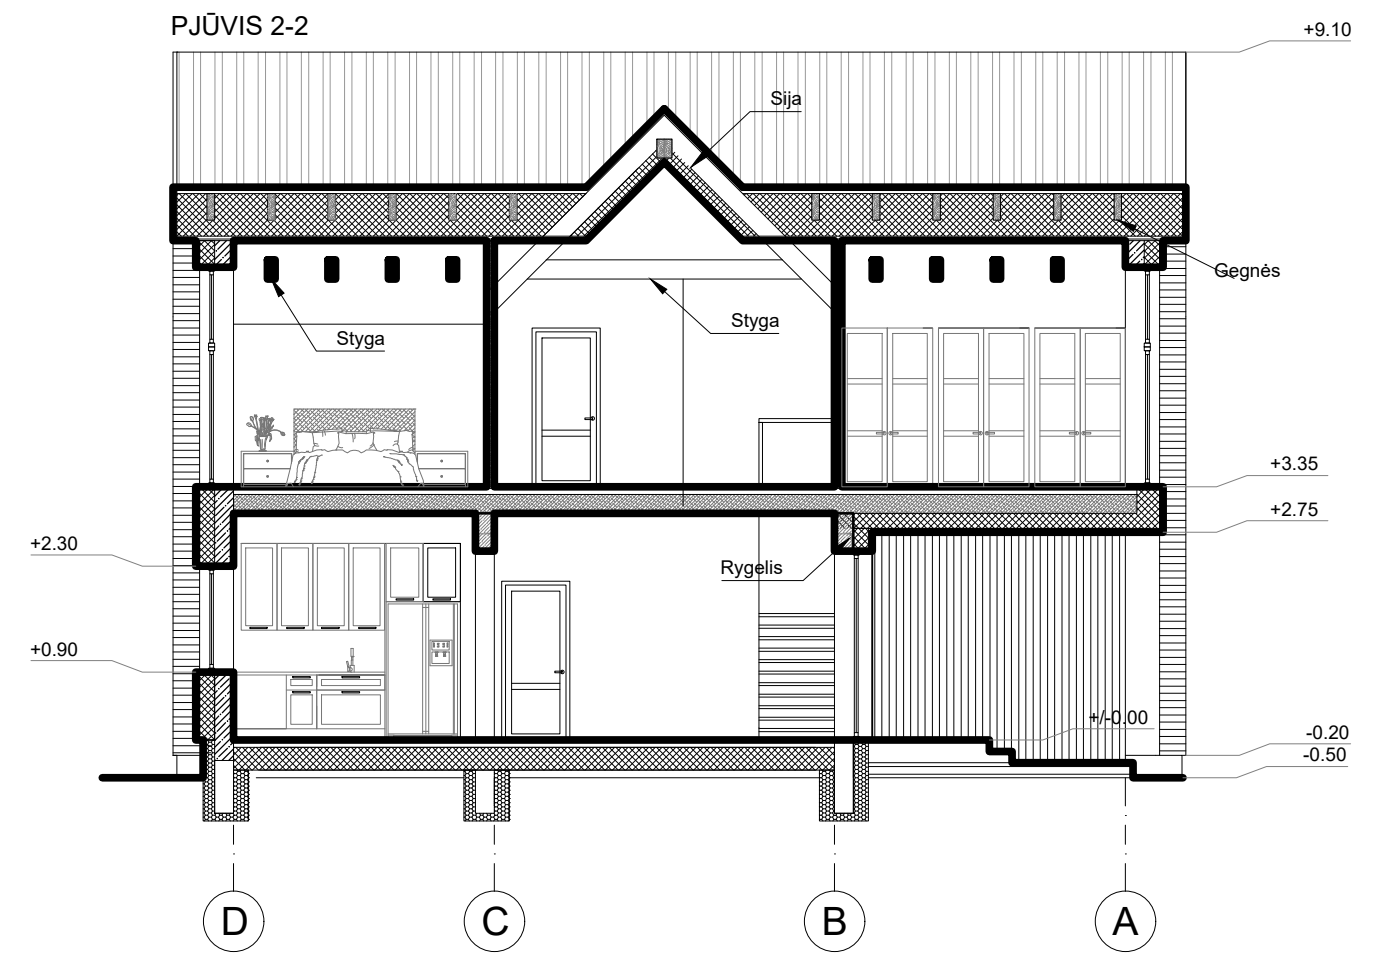 PJŪVIS 2-2
+9.10
Sija
Gegnės
Styga
Styga
+3.35
+2.75
+2.30
Rygelis
+0.90
+/-0.00
-0.20
-0.50
D
C
B
A